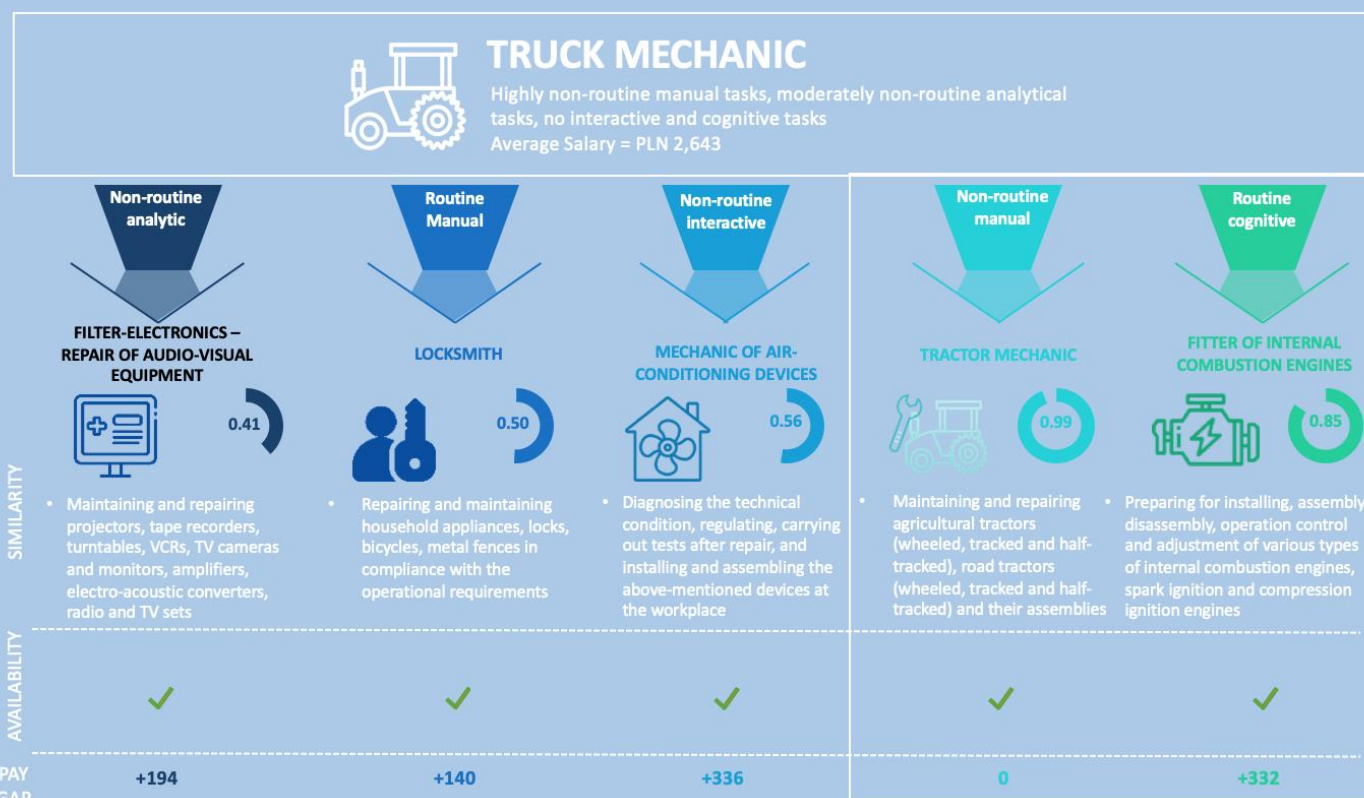 TRUCK MECHANIC
Highly non-routine manual tasks, moderately non-routine analytical
tasks, no interactive and cognitive tasks
Average Salary = PLN 2,643
Non-routine
analytic
Routine
Manual
Non-routine
interactive
Non-routine
manual
Routine
cognitive
FILTER-ELECTRONICS –
REPAIR OF AUDIO-VISUAL
EQUIPMENT
LOCKSMITH
MECHANIC OF AIR-
CONDITIONING DEVICES
TRACTOR MECHANIC
FITTER OF INTERNAL
COMBUSTION ENGINES
SIMILARITY
0.41
0.50
0.56
0.99
0.85
• Maintaining and repairing
projectors, tape recorders,
turntables, VCRs, TV cameras
and monitors, amplifiers,
electro-acoustic converters,
radio and TV sets
• Repairing and maintaining
household appliances, locks,
bicycles, metal fences in
compliance with the
operational requirements
• Diagnosing the technical
condition, regulating, carrying
out tests after repair, and
installing and assembling the
above-mentioned devices at
the workplace
• Maintaining and repairing
agricultural tractors
(wheeled, tracked and half-
tracked), road tractors
(wheeled, tracked and half-
tracked) and their assemblies
• Preparing for installing, assembly
disassembly, operation control
and adjustment of various types
of internal combustion engines,
spark ignition and compression
ignition engines
AVAILABILITY
PAY
GAP
+194
+140
+336
0
+332